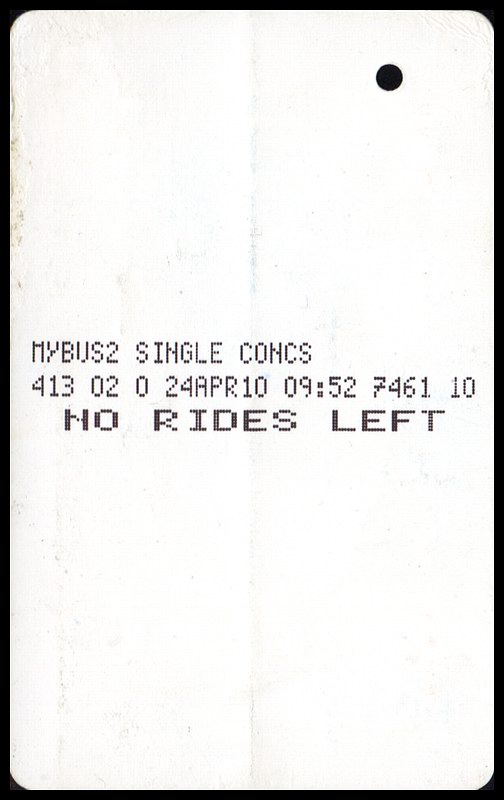 MYBUS2 SINGLE CONCS
413 02 0 24APR10 09:52 7461 10
NO RIDES LEFT